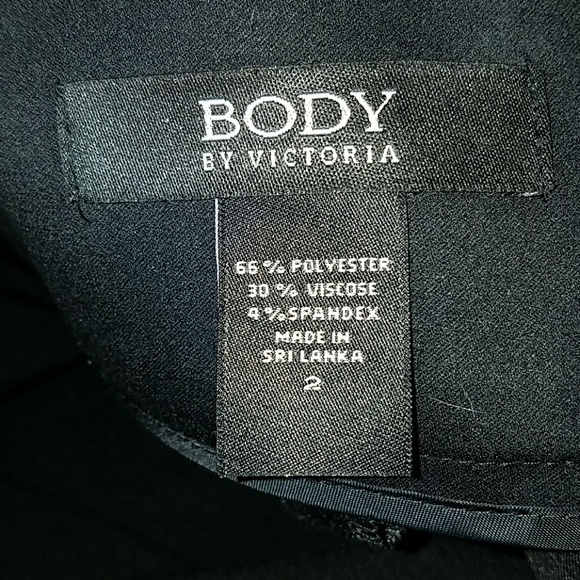 BODY
BY VICTORIA
66 % POLYESTER
30 % VISCOSE
4 % SPANDEX
MADE IN
SRI LANKA
2